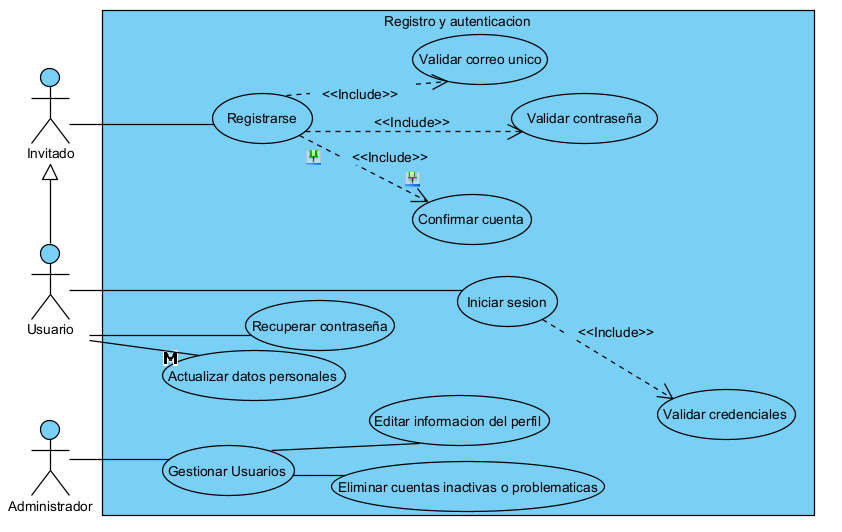 Registro y autenticacion
Validar correo unico
<<Include>>
Registrarse
<<Include>>
Validar contraseña
Invitado
<<Include>>
Confirmar cuenta
Iniciar sesion
Usuario
Recuperar contraseña
<<Include>>
M
Actualizar datos personales
Validar credenciales
Editar informacion del perfil
Gestionar Usuarios
Eliminar cuentas inactivas o problematicas
Administrador